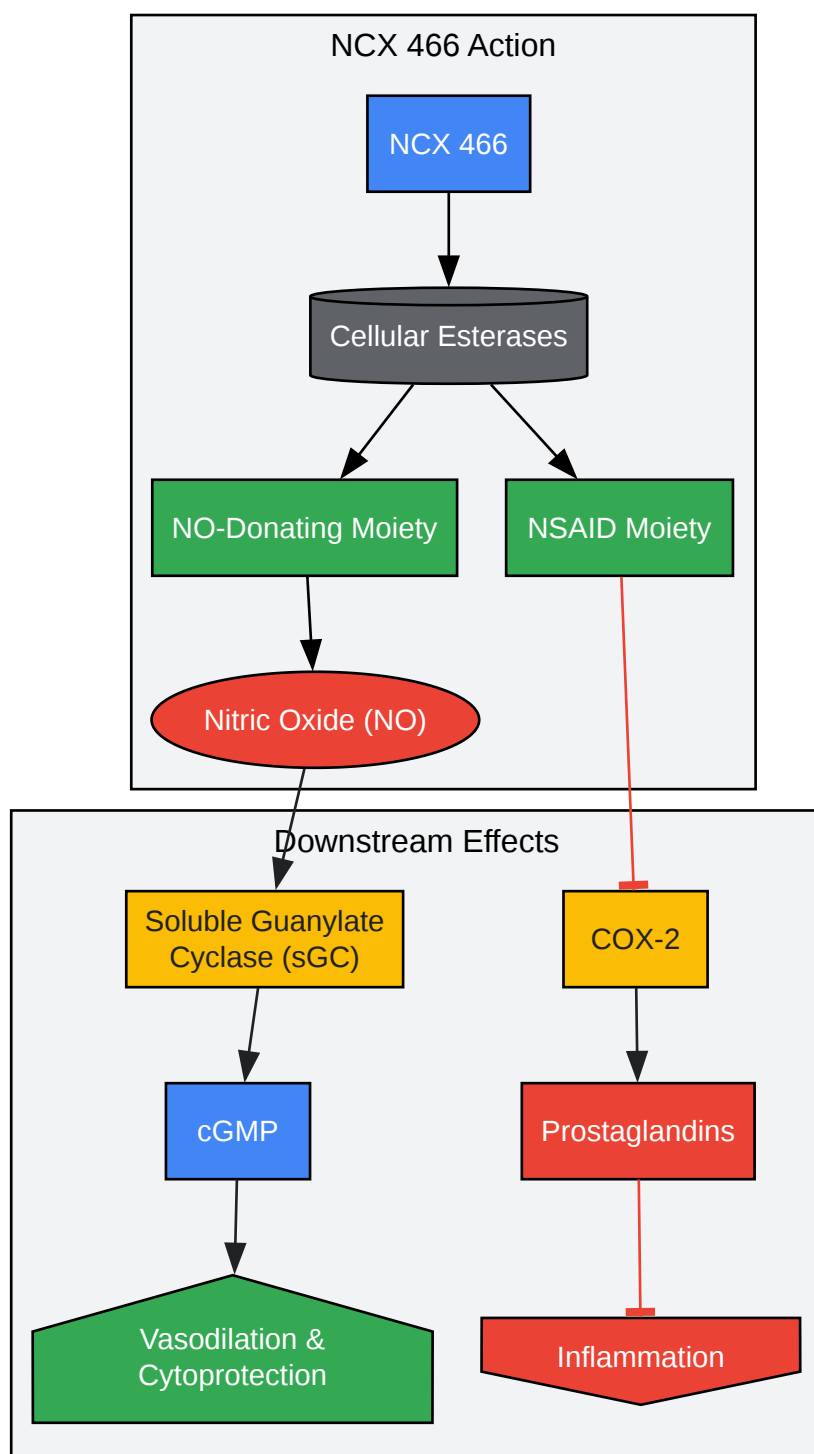 NCX 466 Action
NCX 466
Cellular Esterases
NO-Donating Moiety
NSAID Moiety
Nitric Oxide (NO)
Downstream Effects
Soluble Guanylate
Cyclase (sGC)
COX-2
cGMP
Prostaglandins
Vasodilation &
Cytoprotection
Inflammation